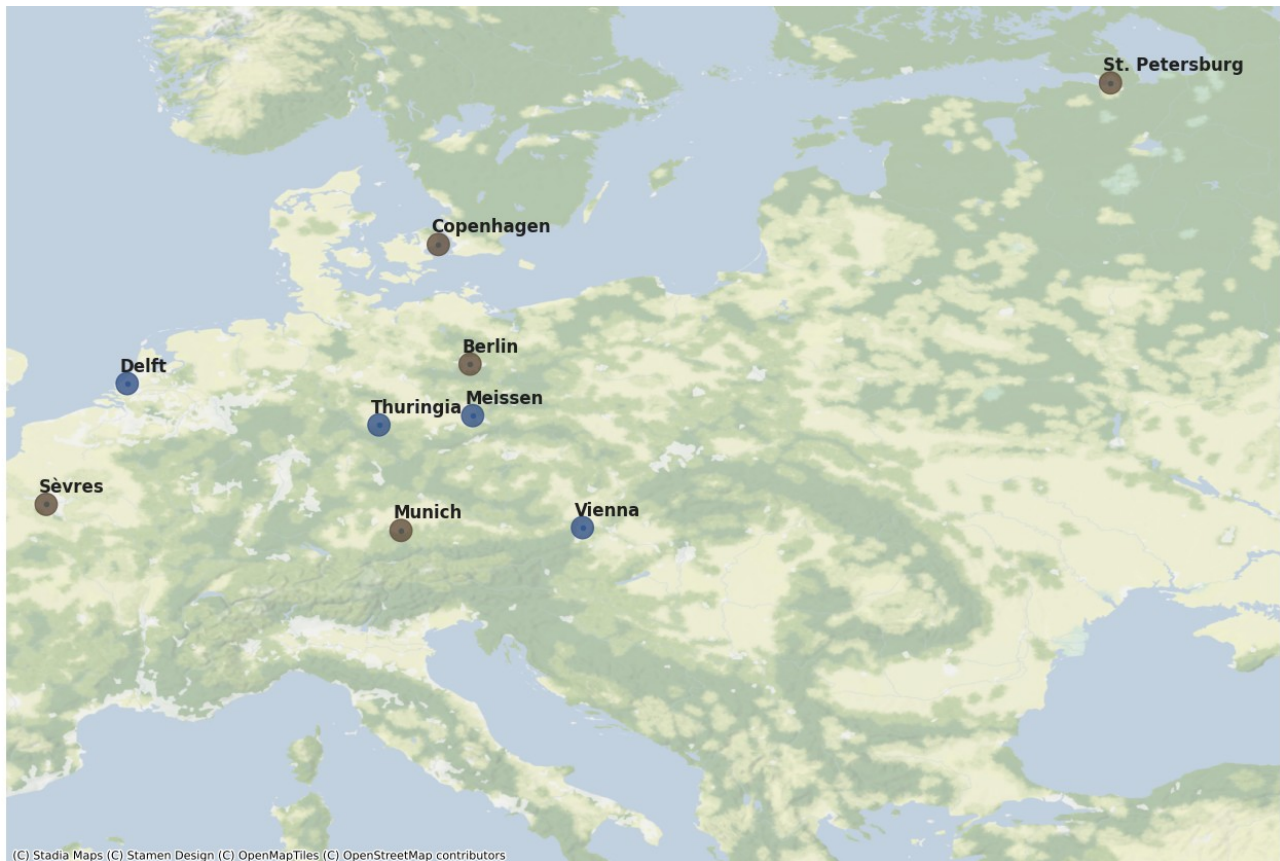 St. Petersburg
Copenhagen
Berlin
Delft
Meissen
Thuringia
Sèvres
Munich
Vienna
(C) Stadia Maps (C) Stamen Design (C) OpenMapTiles (C) OpenStreetMap contributors